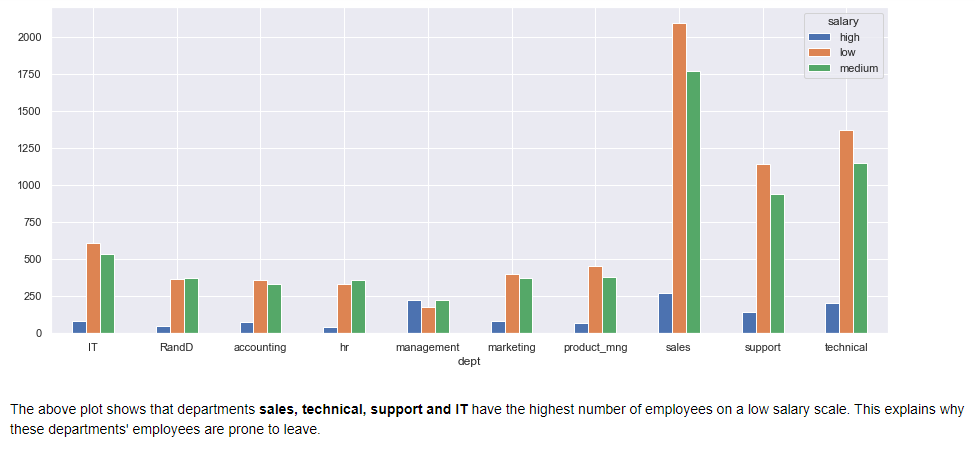 salary
high
low
medium
2000
1750
1500
1250
1000
750
500
250
0
IT RandD accounting hr management marketing product_mng sales support technical
dept
The above plot shows that departments sales, technical, support and IT have the highest number of employees on a low salary scale. This explains why
these departments' employees are prone to leave.